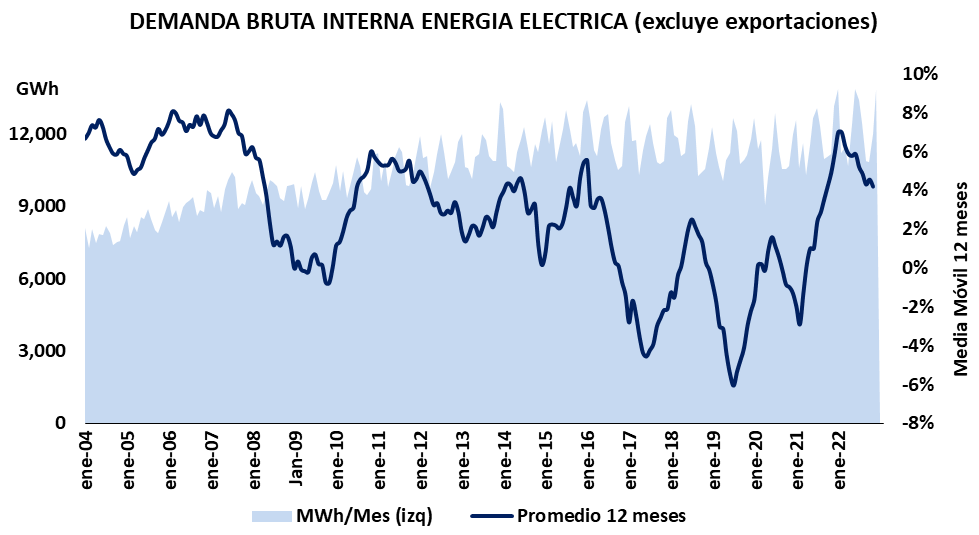 DEMANDA BRUTA INTERNA ENERGIA ELECTRICA (excluye exportaciones)
GWh
12,000
9,000
6,000
3,000
0
10%
8%
6%
4%
2%
0%
-2%
-4%
-6%
-8%
Media Móvil 12 meses
ene-04
ene-05
ene-06
ene-07
ene-08
Jan-09
ene-10
ene-11
ene-12
ene-13
ene-14
ene-15
ene-16
ene-17
ene-18
ene-19
ene-20
ene-21
ene-22
MWh/Mes (izq)
Promedio 12 meses